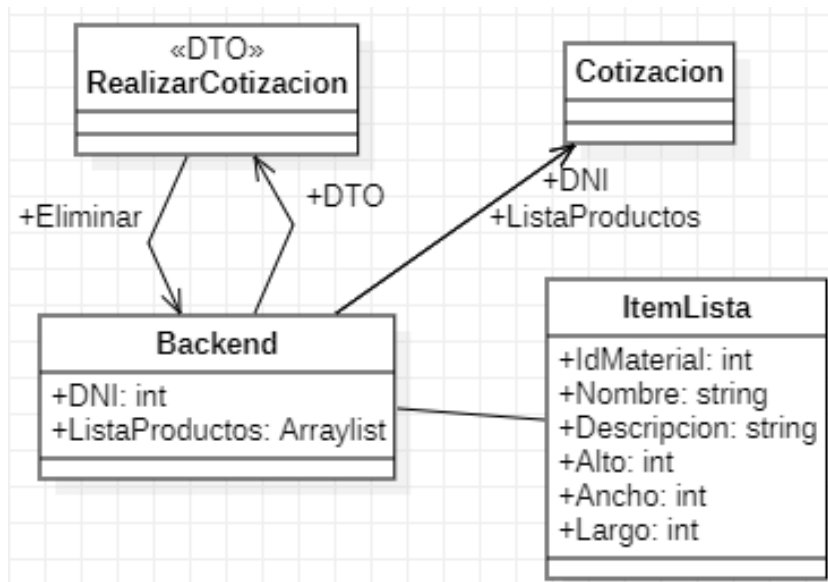 «DTO»
RealizarCotizacion
Cotizacion
+Eliminar
+DTO
+DNI
+ListaProductos
Backend
+DNI: int
+ListaProductos: Arraylist
ItemLista
+IdMaterial: int
+Nombre: string
+Descripcion: string
+Alto: int
+Ancho: int
+Largo: int